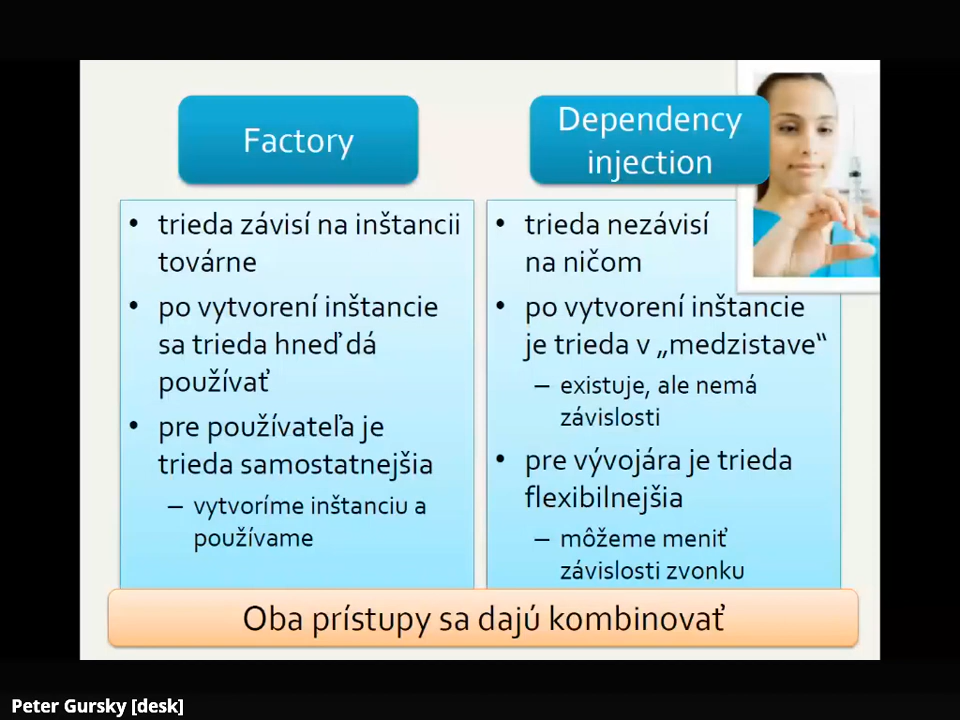 Factory
• trieda závisí na inštancii
továrne
• po vytvorení inštancie
sa trieda hneď dá
používať
• pre používateľa je
trieda samostatnejšia
– vytvoríme inštanciu a
používame
Dependency
injection
• trieda nezávisí
na ničom
• po vytvorení inštancie
je trieda v „medzistave“
– existuje, ale nemá
závislosti
• pre vývojára je trieda
flexibilnejšia
– môžeme meniť
závislosti zvonku
Oba prístupy sa dajú kombinovať
Peter Gursky [desk]